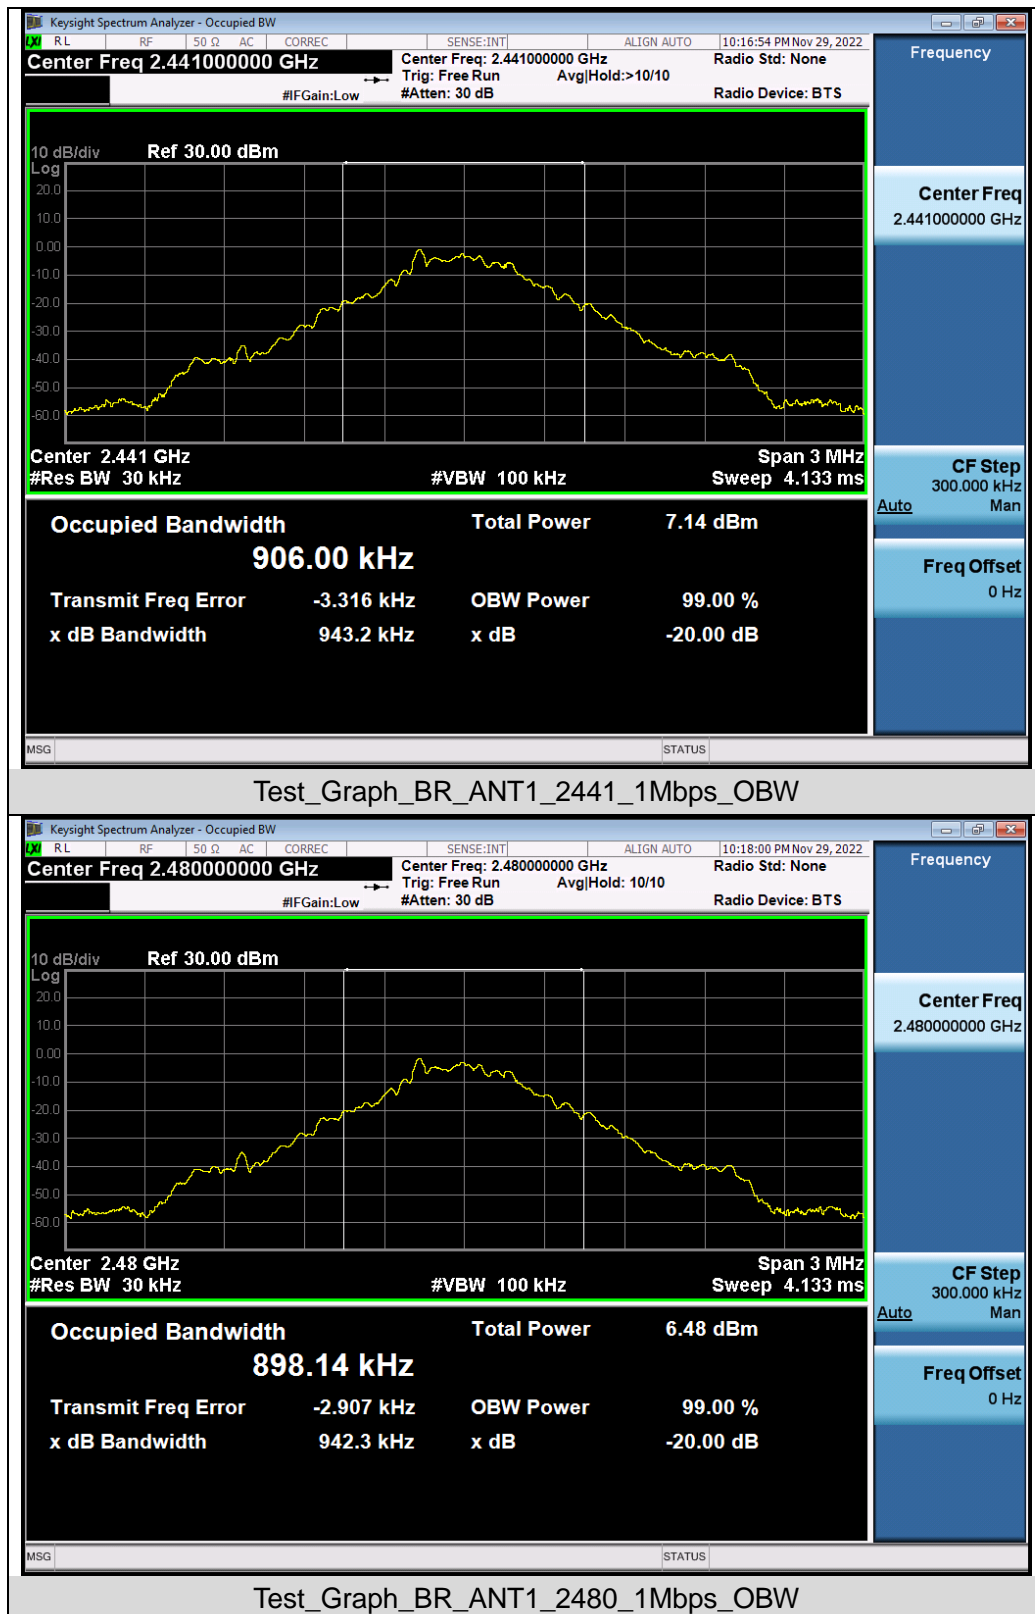 Keysight Spectrum Analyzer - Occupied BW
LXI RL RF 50 Ω AC CORREC SENSE:INT ALIGN AUTO 10:16:54 PM Nov 29, 2022
Center Freq 2.441000000 GHz
Center Freq: 2.441000000 GHz Radio Std: None
Trig: Free Run Avg|Hold:>10/10
#IFGain:Low #Atten: 30 dB Radio Device: BTS
Frequency
10 dB/div Ref 30.00 dBm
Log
20.0
10.0
0.00
-10.0
-20.0
-30.0
-40.0
-50.0
-60.0
Center 2.441 GHz Span 3 MHz
#Res BW 30 kHz #VBW 100 kHz Sweep 4.133 ms
Center Freq
2.441000000 GHz
CF Step
300.000 kHz
Auto Man
Freq Offset
0 Hz
Occupied Bandwidth Total Power 7.14 dBm
906.00 kHz
Transmit Freq Error -3.316 kHz OBW Power 99.00 %
x dB Bandwidth 943.2 kHz x dB -20.00 dB
MSG STATUS
Test_Graph_BR_ANT1_2441_1Mbps_OBW
Keysight Spectrum Analyzer - Occupied BW
LXI RL RF 50 Ω AC CORREC SENSE:INT ALIGN AUTO 10:18:00 PM Nov 29, 2022
Center Freq 2.480000000 GHz
Center Freq: 2.480000000 GHz Radio Std: None
Trig: Free Run Avg|Hold: 10/10
#IFGain:Low #Atten: 30 dB Radio Device: BTS
Frequency
10 dB/div Ref 30.00 dBm
Log
20.0
10.0
0.00
-10.0
-20.0
-30.0
-40.0
-50.0
-60.0
Center 2.48 GHz Span 3 MHz
#Res BW 30 kHz #VBW 100 kHz Sweep 4.133 ms
Center Freq
2.480000000 GHz
CF Step
300.000 kHz
Auto Man
Freq Offset
0 Hz
Occupied Bandwidth Total Power 6.48 dBm
898.14 kHz
Transmit Freq Error -2.907 kHz OBW Power 99.00 %
x dB Bandwidth 942.3 kHz x dB -20.00 dB
MSG STATUS
Test_Graph_BR_ANT1_2480_1Mbps_OBW